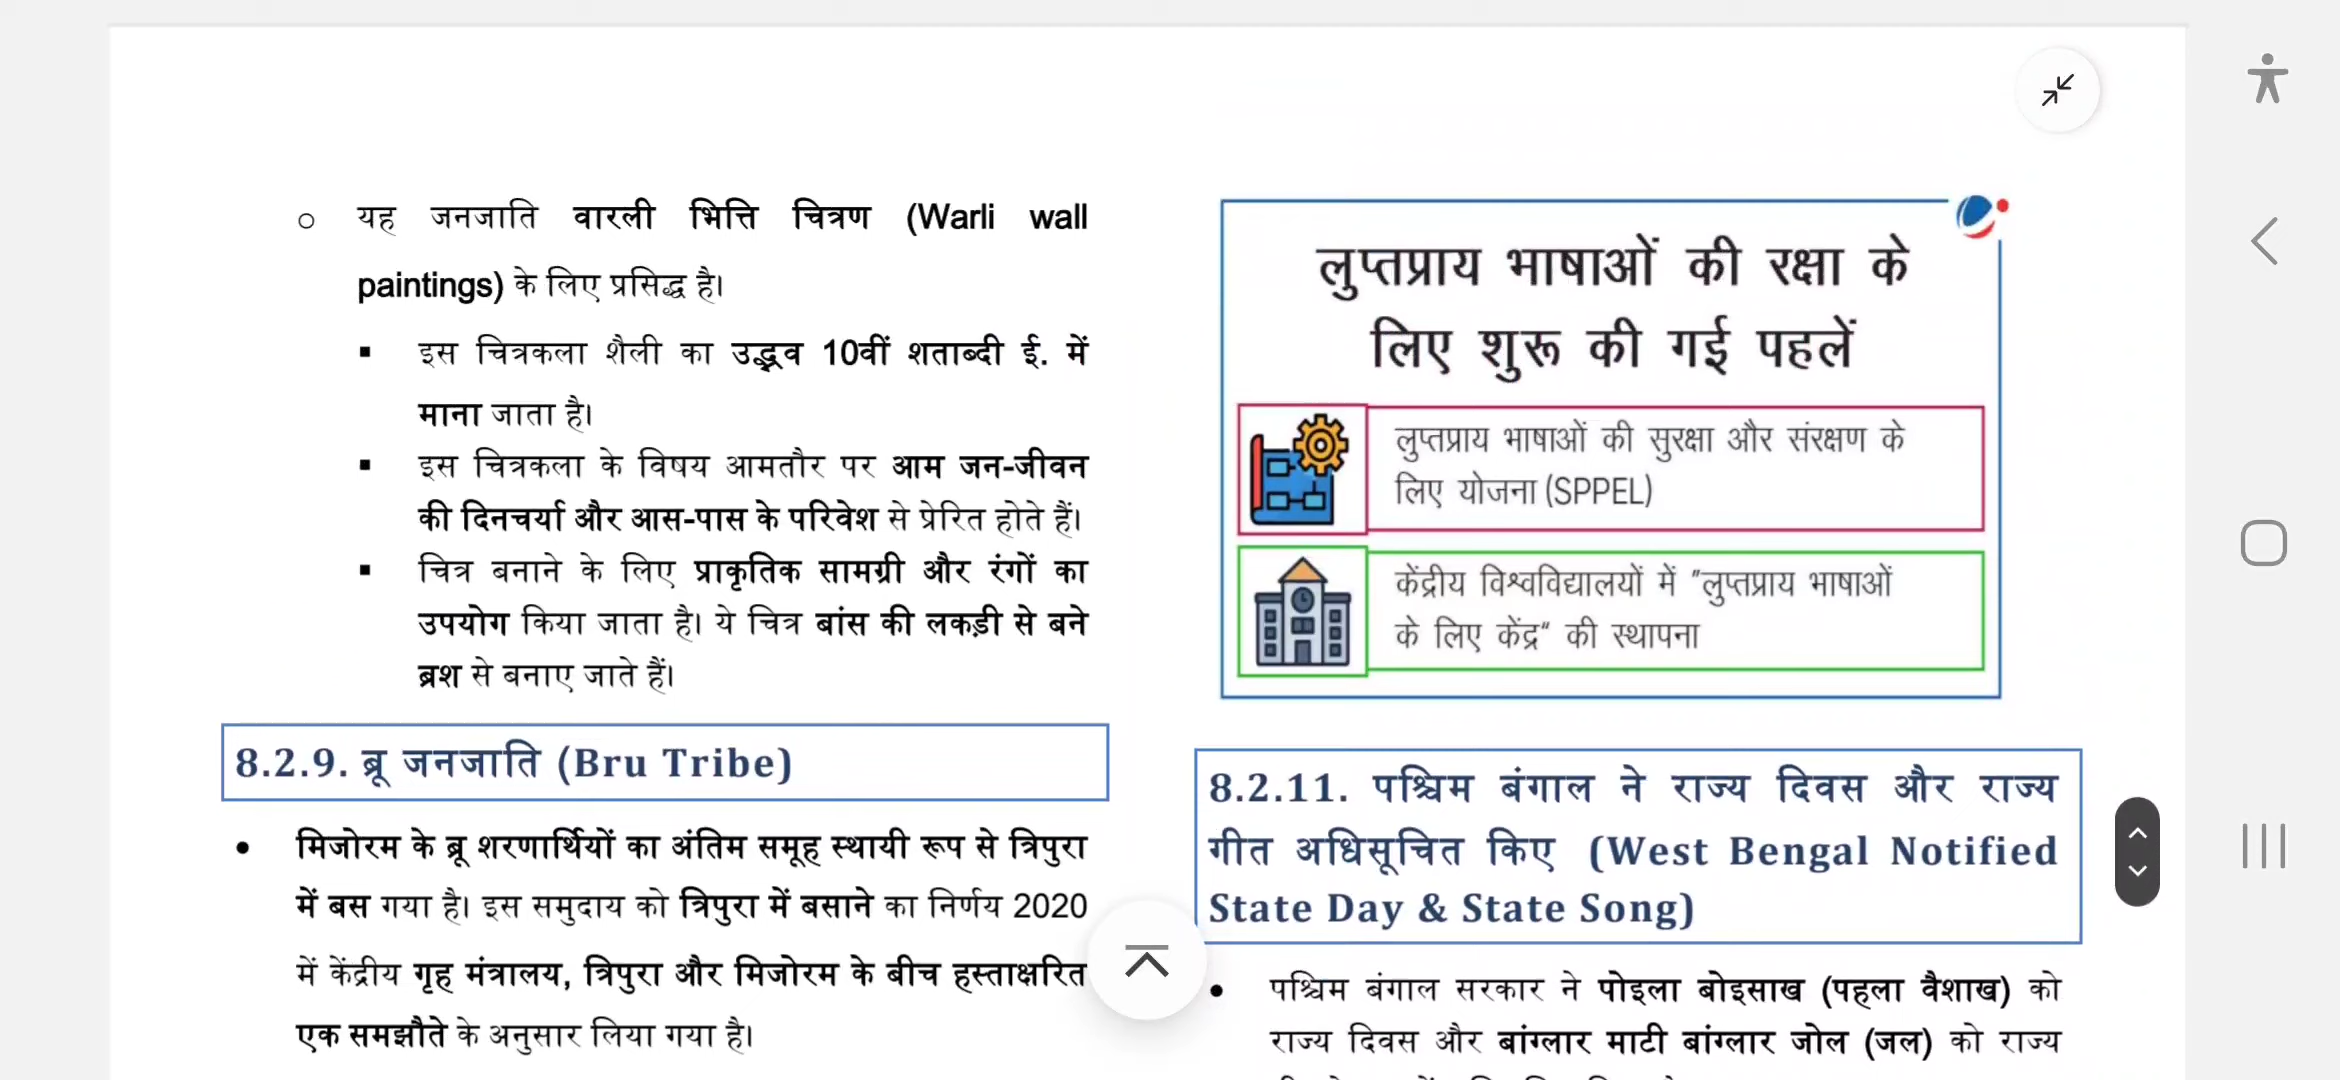 यह जनजाति वारली भित्ति चित्रण (Warli wall
paintings) के लिए प्रसिद्ध है।
इस चित्रकला शैली का उद्भव 10वीं शताब्दी ई. में
माना जाता है।
इस चित्रकला के विषय आमतौर पर आम जन-जीवन
की दिनचर्या और आस-पास के परिवेश से प्रेरित होते हैं।
चित्र बनाने के लिए प्राकृतिक सामग्री और रंगों का
उपयोग किया जाता है। ये चित्र बांस की लकड़ी से बने
ब्रश से बनाए जाते हैं।
8.2.9. ब्रू जनजाति (Bru Tribe)
मिजोरम के ब्रू शरणार्थियों का अंतिम समूह स्थायी रूप से त्रिपुरा
में बस गया है। इस समुदाय को त्रिपुरा में बसाने का निर्णय 2020
में केंद्रीय गृह मंत्रालय, त्रिपुरा और मिजोरम के बीच हस्ताक्षरित
एक समझौते के अनुसार लिया गया है।
लुप्तप्राय भाषाओं की रक्षा के
लिए शुरू की गई पहलें
लुप्तप्राय भाषाओं की सुरक्षा और संरक्षण के
लिए योजना (SPPEL)
केंद्रीय विश्वविद्यालयों में "लुप्तप्राय भाषाओं
के लिए केंद्र" की स्थापना
8.2.11. पश्चिम बंगाल ने राज्य दिवस और राज्य
गीत अधिसूचित किए (West Bengal Notified
State Day & State Song)
पश्चिम बंगाल सरकार ने पोइला बोइसाख (पहला वैशाख) को
राज्य दिवस और बांग्लार माटी बांग्लार जोल (जल) को राज्य